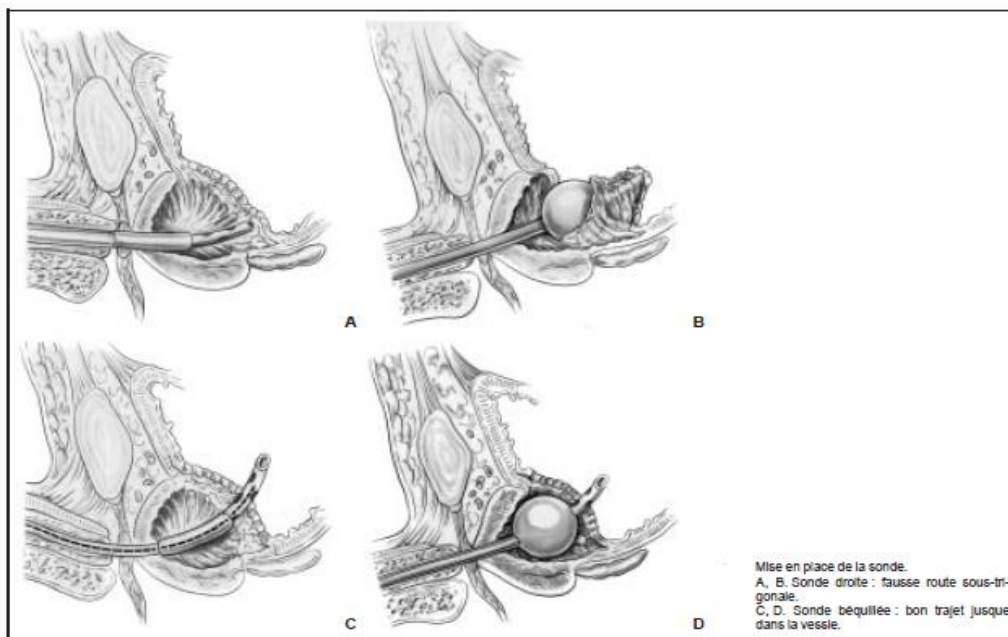 A
B
C
D
Mise en place de la sonde.
A, B. Sonde droite : fausse route sous-tri-
gonale.
C, D. Sonde béquillée : bon trajet jusque
dans la vessie.